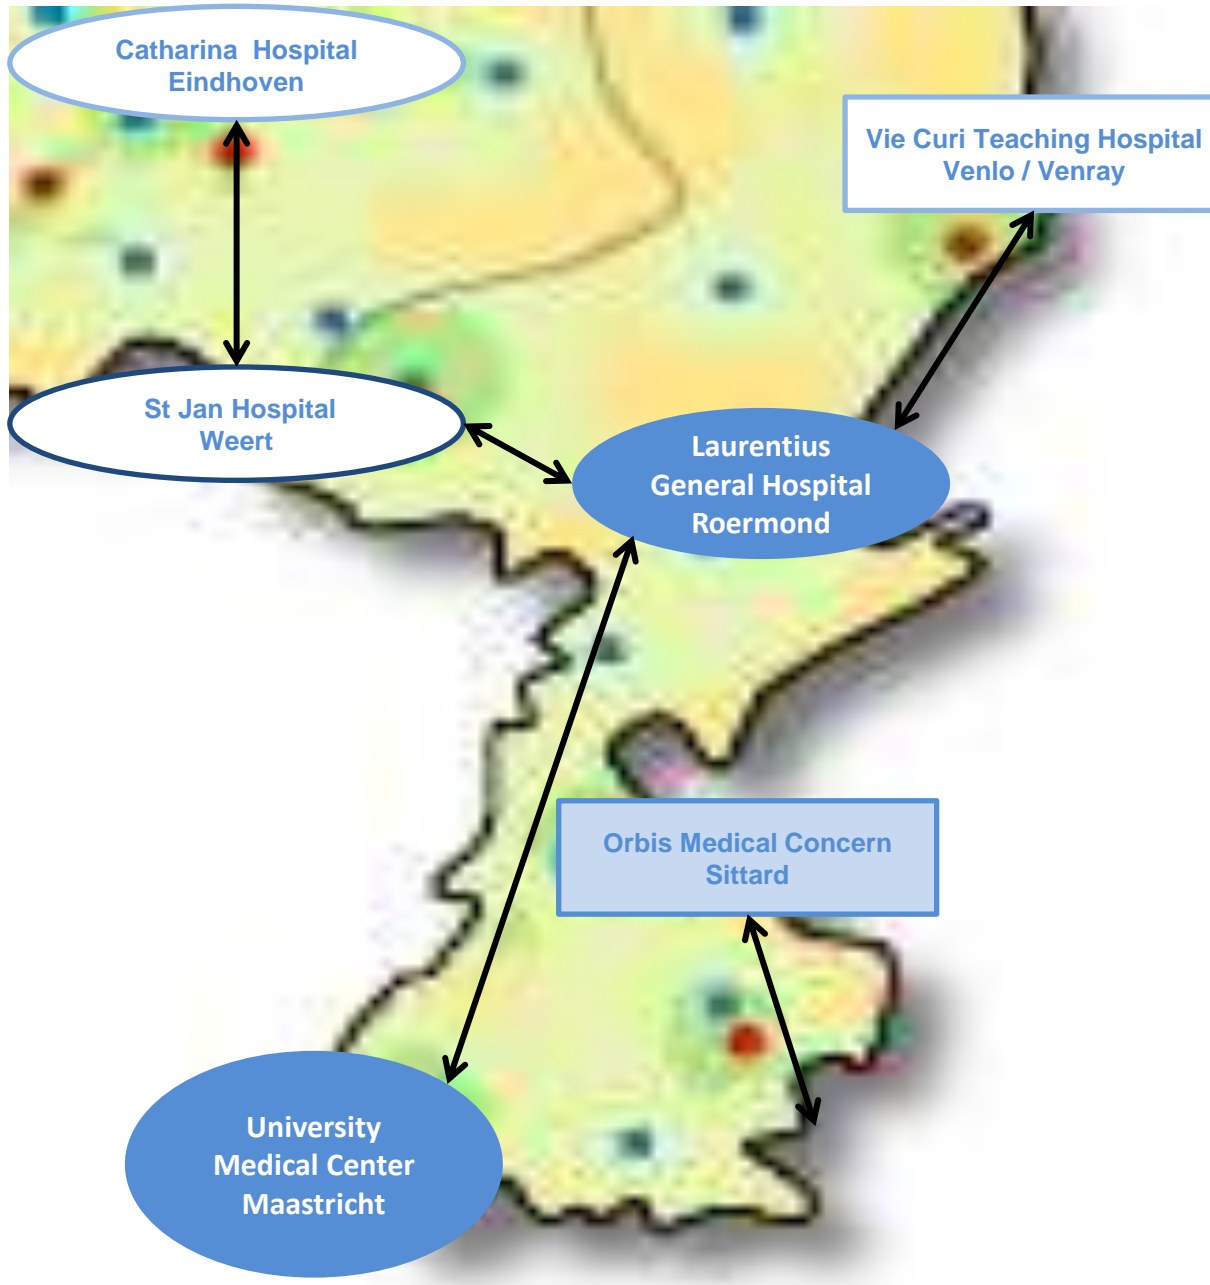 Catharina Hospital
Eindhoven
Vie Curi Teaching Hospital
Venlo / Venray
St Jan Hospital
Weert
Laurentius
General Hospital
Roermond
Orbis Medical Concern
Sittard
University
Medical Center
Maastricht